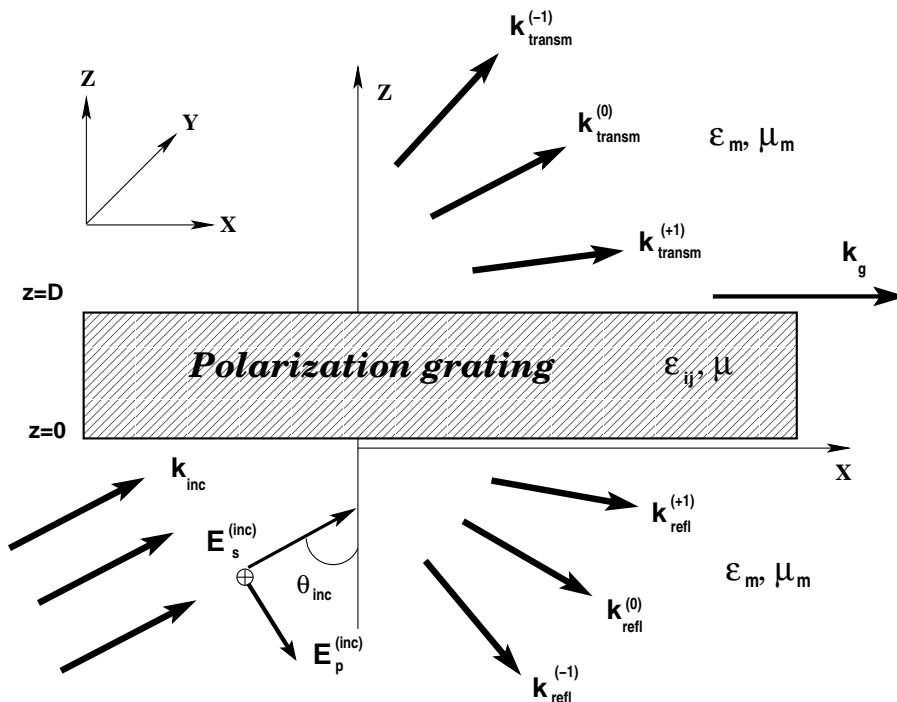 k_transm^(−1)
Z
Z
Y
k_transm^(0)
ε_m, μ_m
X
k_transm^(+1)
k_g
z=D
Polarization grating
ε_ij, μ
z=0
X
k_inc
k_refl^(+1)
E_s^(inc)
θ_inc
ε_m, μ_m
k_refl^(0)
E_p^(inc)
k_refl^(−1)